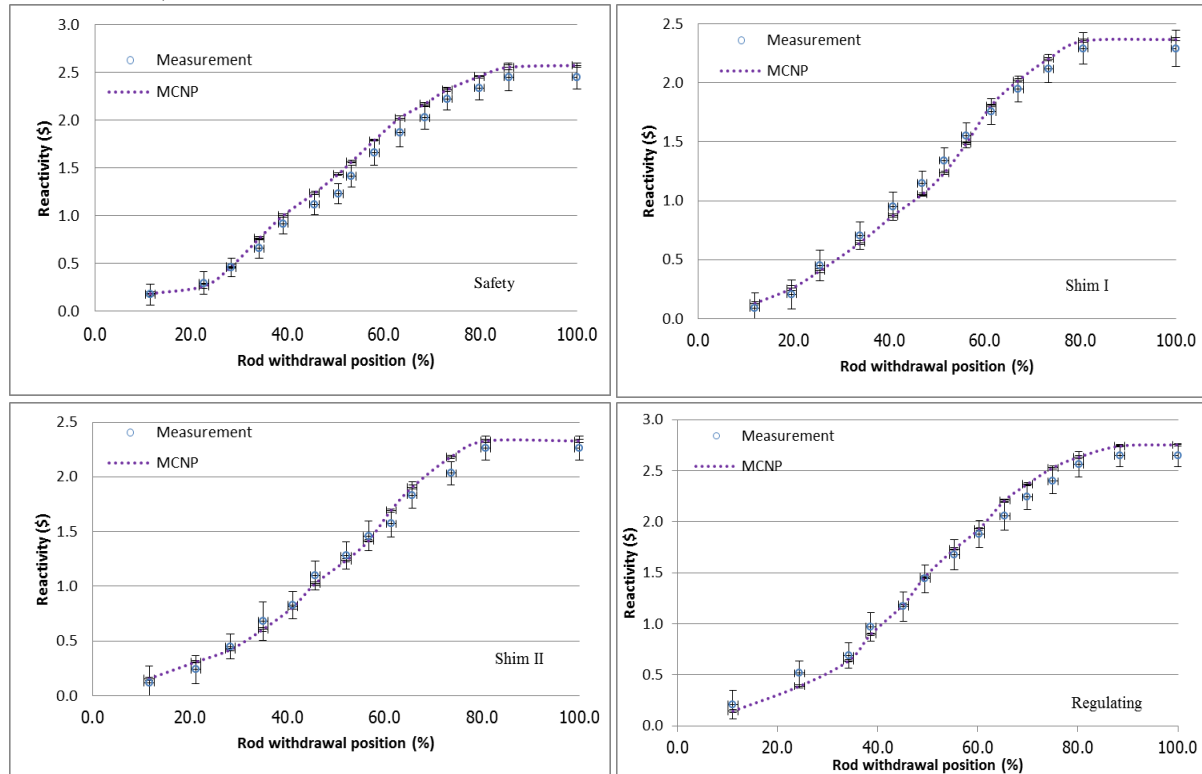 3.0
2.5
2.0
1.5
1.0
0.5
0.0
Reactivity ($)
Measurement
MCNP
Safety
0.0 20.0 40.0 60.0 80.0 100.0
Rod withdrawal position (%)
2.5
2.0
1.5
1.0
0.5
0.0
Reactivity ($)
Measurement
MCNP
Shim I
0.0 20.0 40.0 60.0 80.0 100.0
Rod withdrawal position (%)
2.5
2.0
1.5
1.0
0.5
0.0
Reactivity ($)
Measurement
MCNP
Shim II
0.0 20.0 40.0 60.0 80.0 100.0
Rod withdrawal position (%)
3.0
2.5
2.0
1.5
1.0
0.5
0.0
Reactivity ($)
Measurement
MCNP
Regulating
0.0 20.0 40.0 60.0 80.0 100.0
Rod withdrawal position (%)